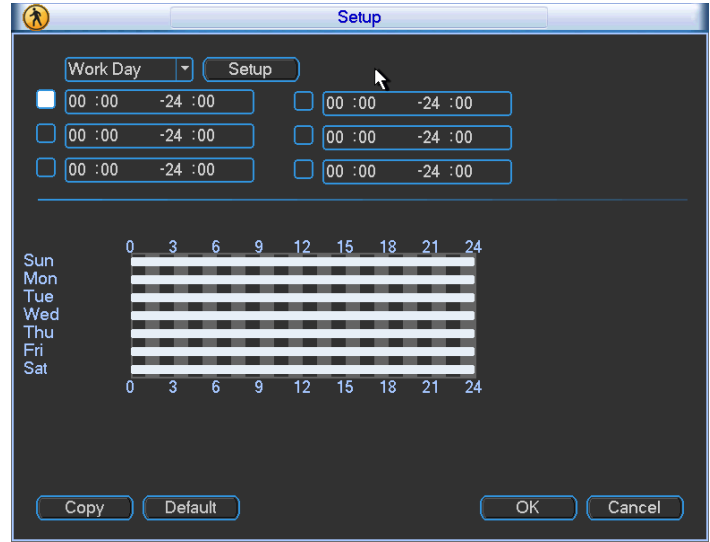 Setup
Work Day Setup
00 :00 -24 :00 00 :00 -24 :00
00 :00 -24 :00 00 :00 -24 :00
00 :00 -24 :00 00 :00 -24 :00
0 3 6 9 12 15 18 21 24
Sun
Mon
Tue
Wed
Thu
Fri
Sat
0 3 6 9 12 15 18 21 24
Copy Default OK Cancel